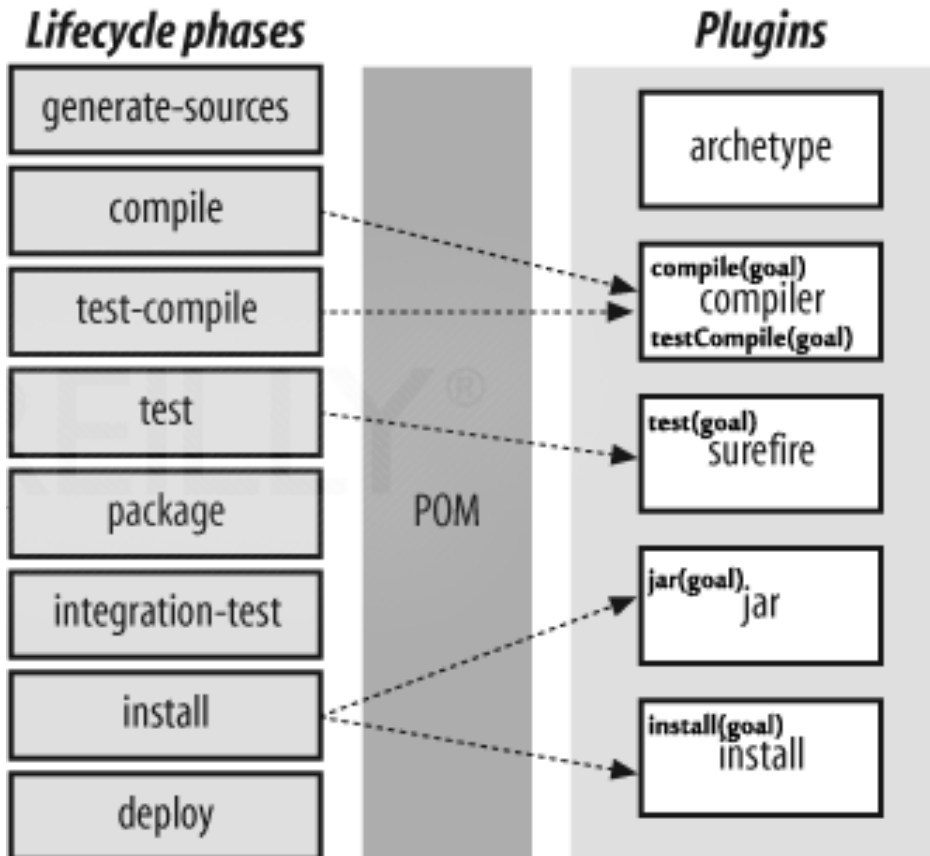 Lifecycle phases
generate-sources
compile
test-compile
test
package
integration-test
install
deploy
REILLY®
POM
Plugins
archetype
compile(goal)
compiler
testCompile(goal)
test(goal)
surefire
jar(goal)
jar
install(goal)
install